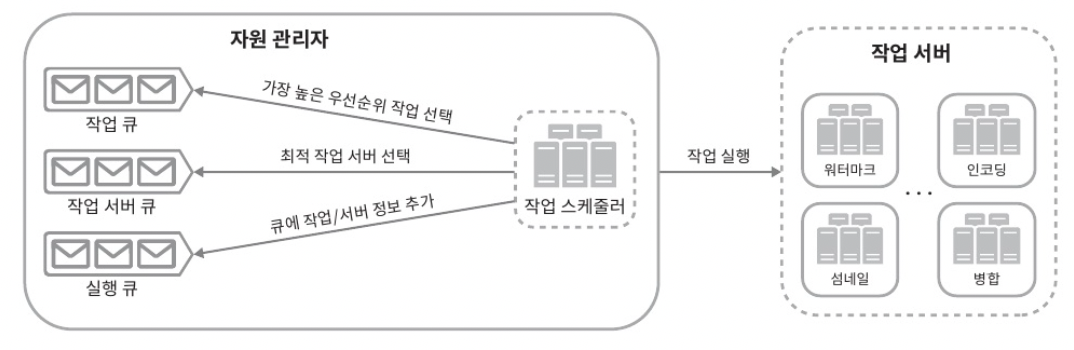 자원 관리자
가장 높은 우선순위 작업 선택
작업 큐
최적 작업 서버 선택
작업 서버 큐
큐에 작업/서버 정보 추가
실행 큐
작업 스케줄러
작업 실행
작업 서버
워터마크
인코딩
...
섬네일
병합